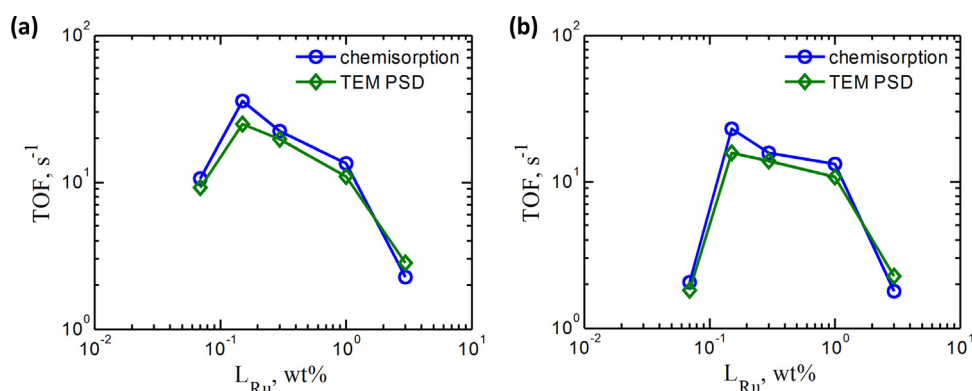 (a)
10^2
chemisorption
TEM PSD
TOF, s^-1
10^1
10^0
10^-2
10^-1
10^0
10^1
L_Ru, wt%
(b)
10^2
chemisorption
TEM PSD
TOF, s^-1
10^1
10^0
10^-2
10^-1
10^0
10^1
L_Ru, wt%